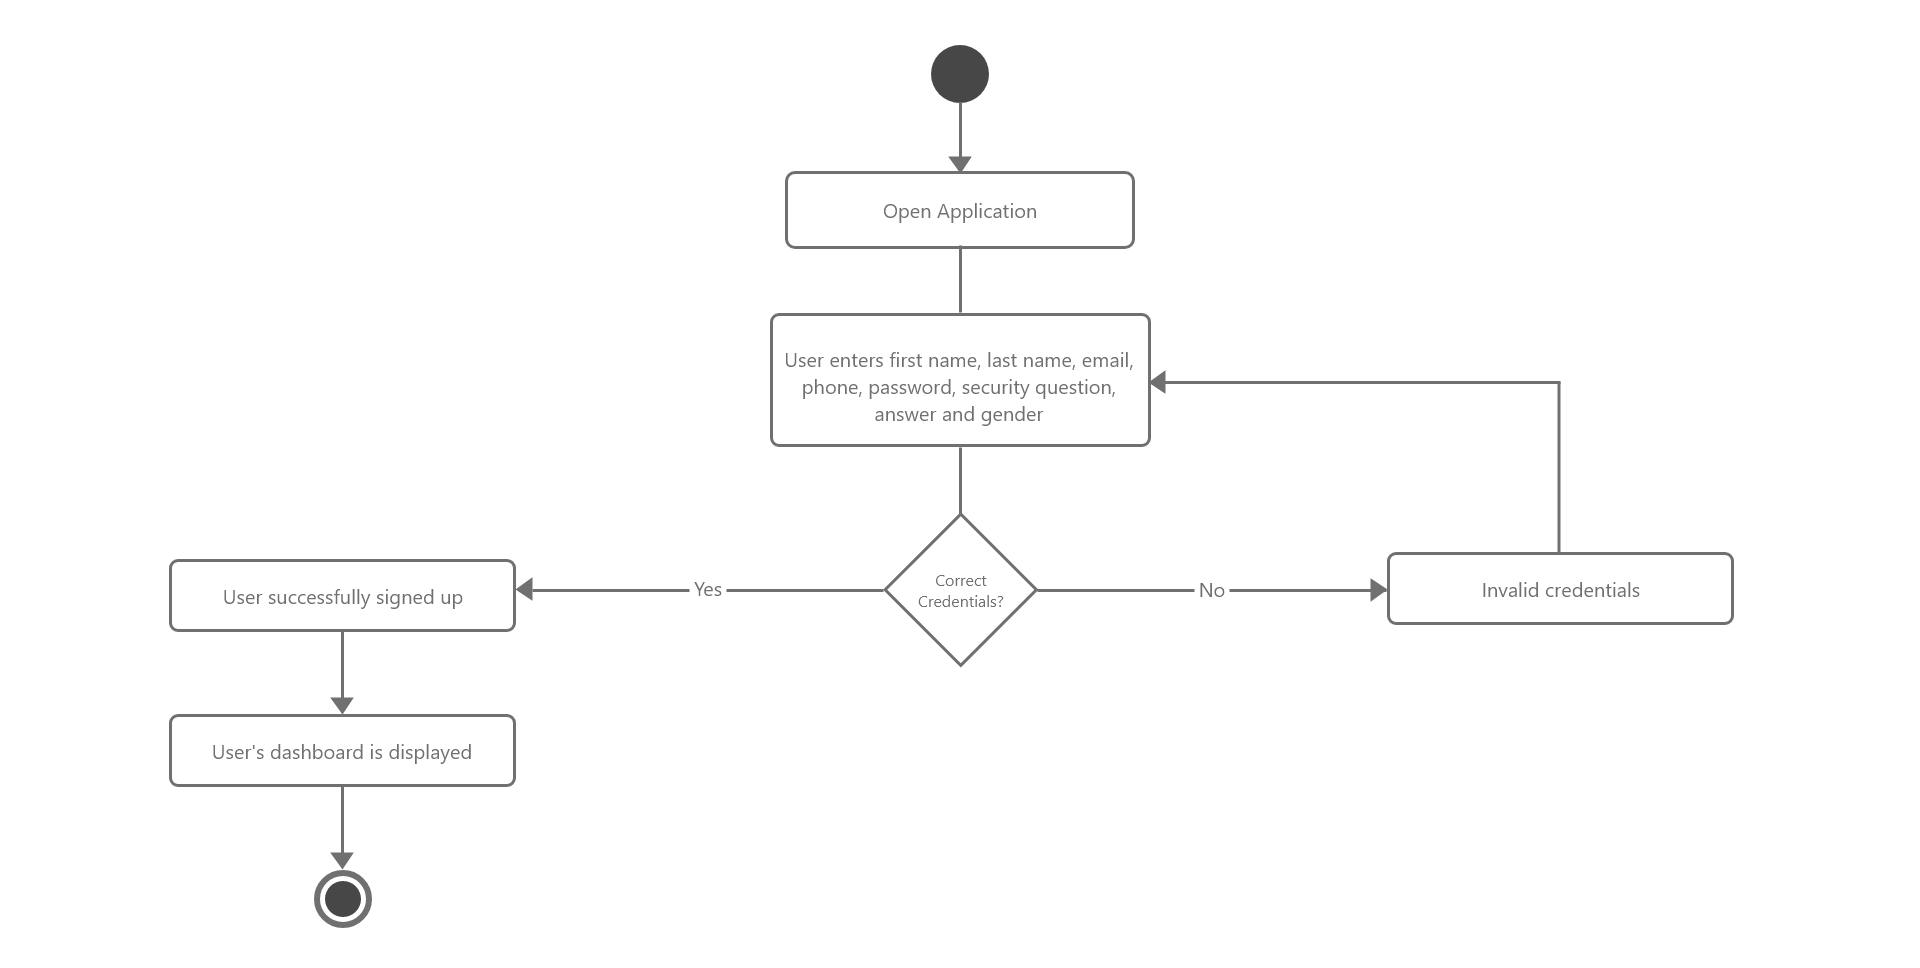 Open Application
User enters first name, last name, email,
phone, password, security question,
answer and gender
Correct
Credentials?
Yes
No
User successfully signed up
Invalid credentials
User's dashboard is displayed